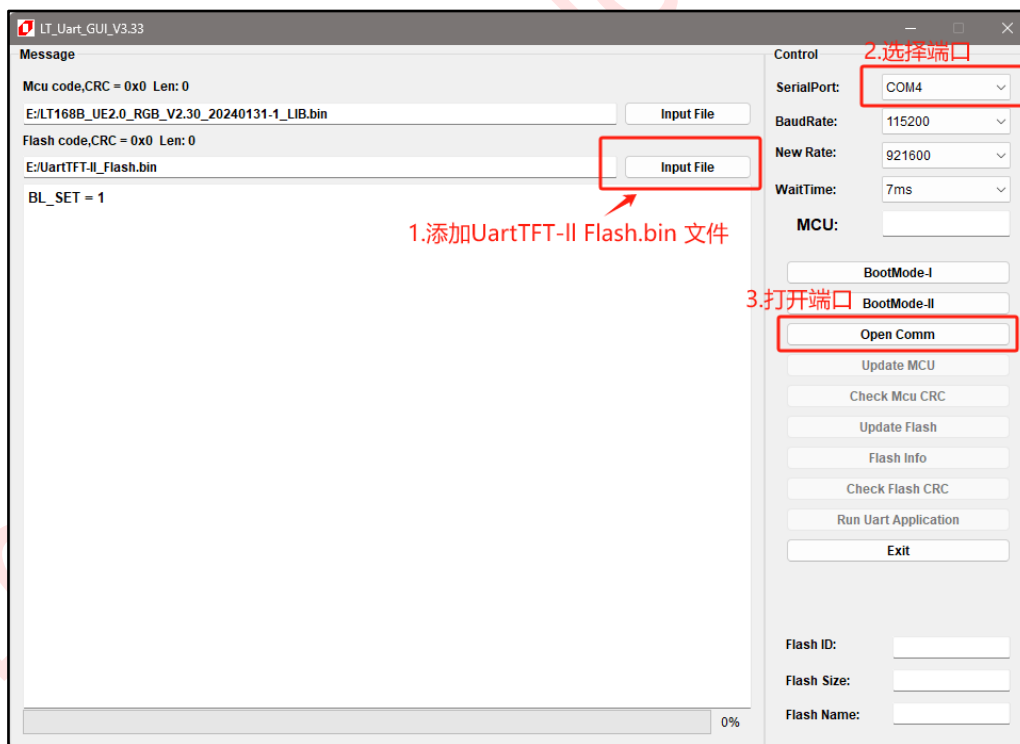 LT_Uart_GUI_V3.33
Message
Mcu code,CRC = 0x0 Len: 0
E:/LT168B_UE2.0_RGB_V2.30_20240131-1_LIB.bin
Input File
Flash code,CRC = 0x0 Len: 0
E:/UartTFT-II_Flash.bin
Input File
BL_SET = 1
1.添加UartTFT-ll Flash.bin 文件
0%
Control
2.选择端口
SerialPort:
COM4
BaudRate:
115200
New Rate:
921600
WaitTime:
7ms
MCU:
BootMode-I
3.打开端口
BootMode-II
Open Comm
Update MCU
Check Mcu CRC
Update Flash
Flash Info
Check Flash CRC
Run Uart Application
Exit
Flash ID:
Flash Size:
Flash Name: